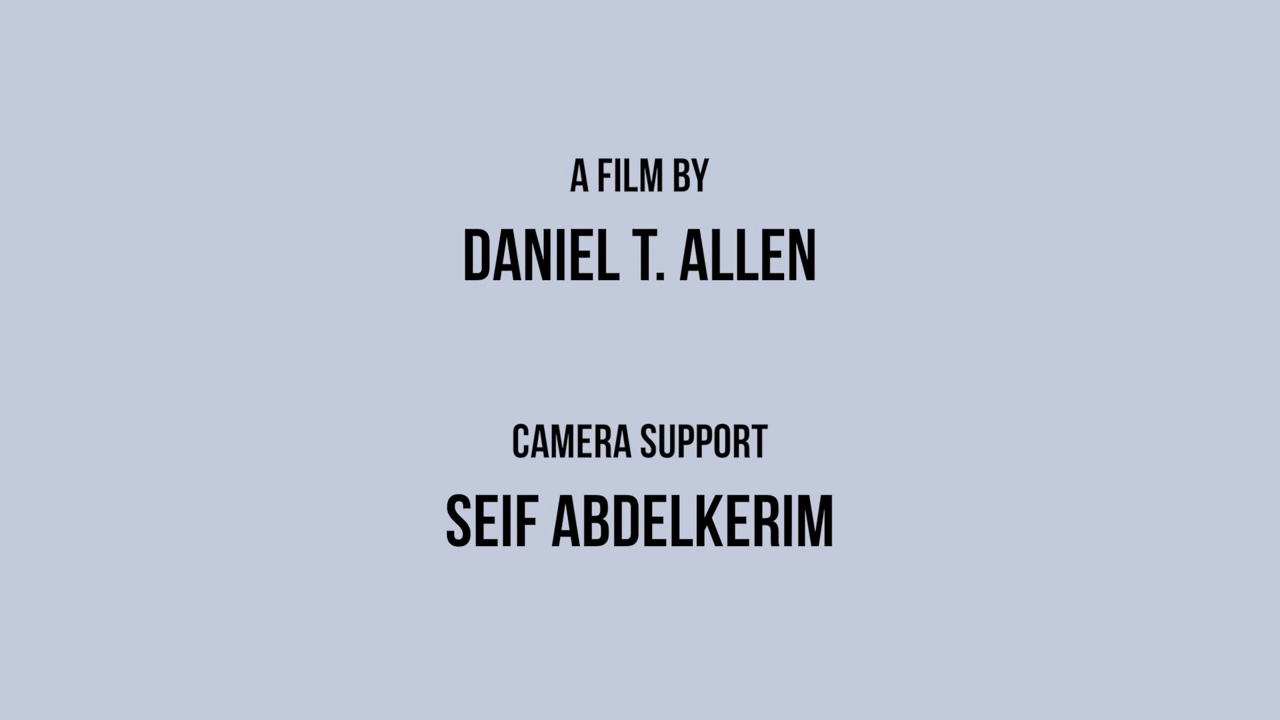 A FILM BY
DANIEL T. ALLEN
CAMERA SUPPORT
SEIF ABDELKERIM